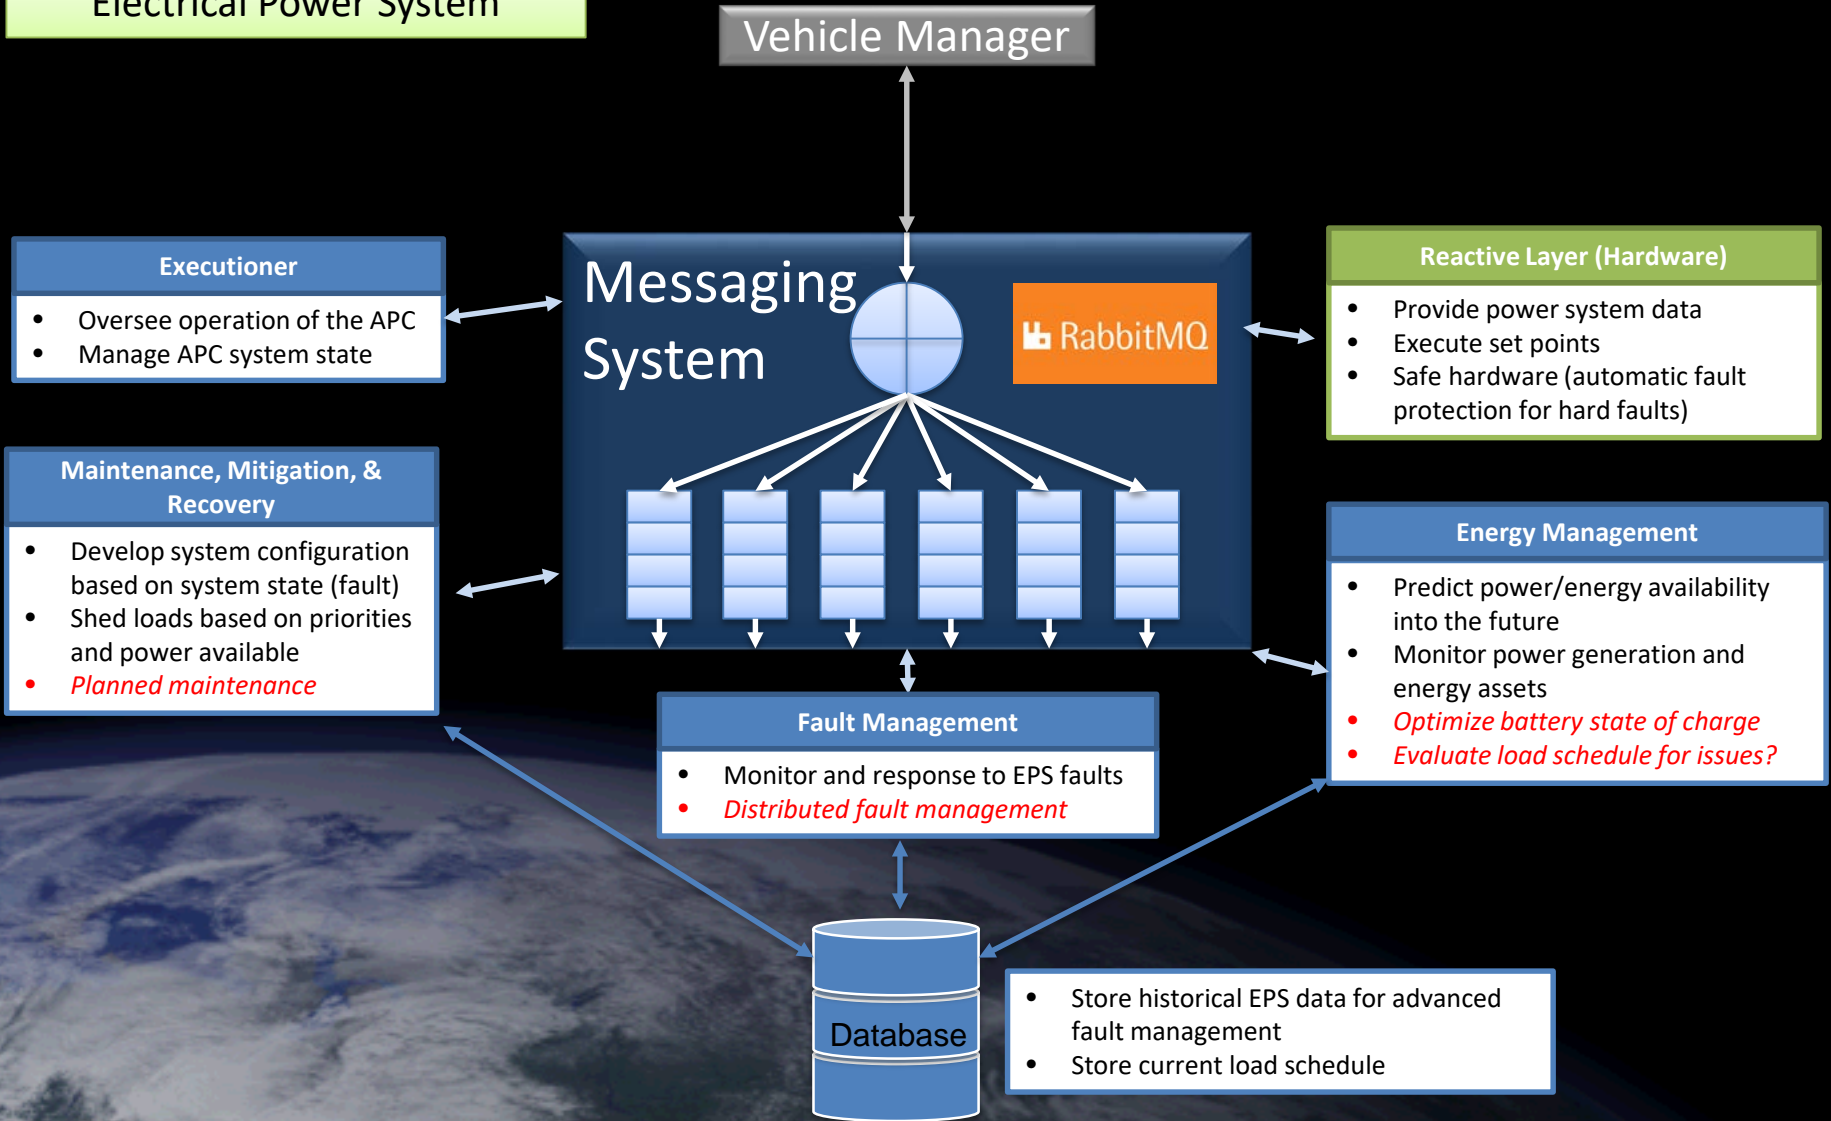 Electrical Power System
Vehicle Manager
Executioner
• Oversee operation of the APC
• Manage APC system state
Messaging
System
RabbitMQ
Reactive Layer (Hardware)
• Provide power system data
• Execute set points
• Safe hardware (automatic fault
protection for hard faults)
Maintenance, Mitigation, &
Recovery
• Develop system configuration
based on system state (fault)
• Shed loads based on priorities
and power available
• Planned maintenance
Energy Management
• Predict power/energy availability
into the future
• Monitor power generation and
energy assets
• Optimize battery state of charge
• Evaluate load schedule for issues?
Fault Management
• Monitor and response to EPS faults
• Distributed fault management
Database
• Store historical EPS data for advanced
fault management
• Store current load schedule